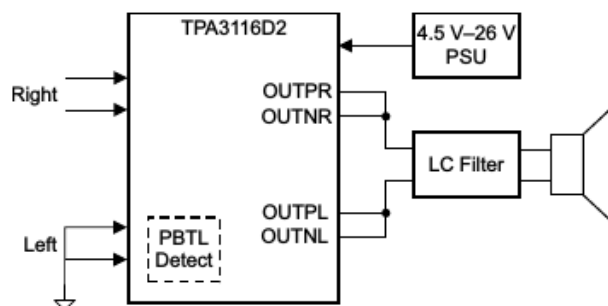 TPA3116D2
4.5 V–26 V
PSU
Right
OUTPR
OUTNR
LC Filter
OUTPL
OUTNL
Left
PBTL
Detect